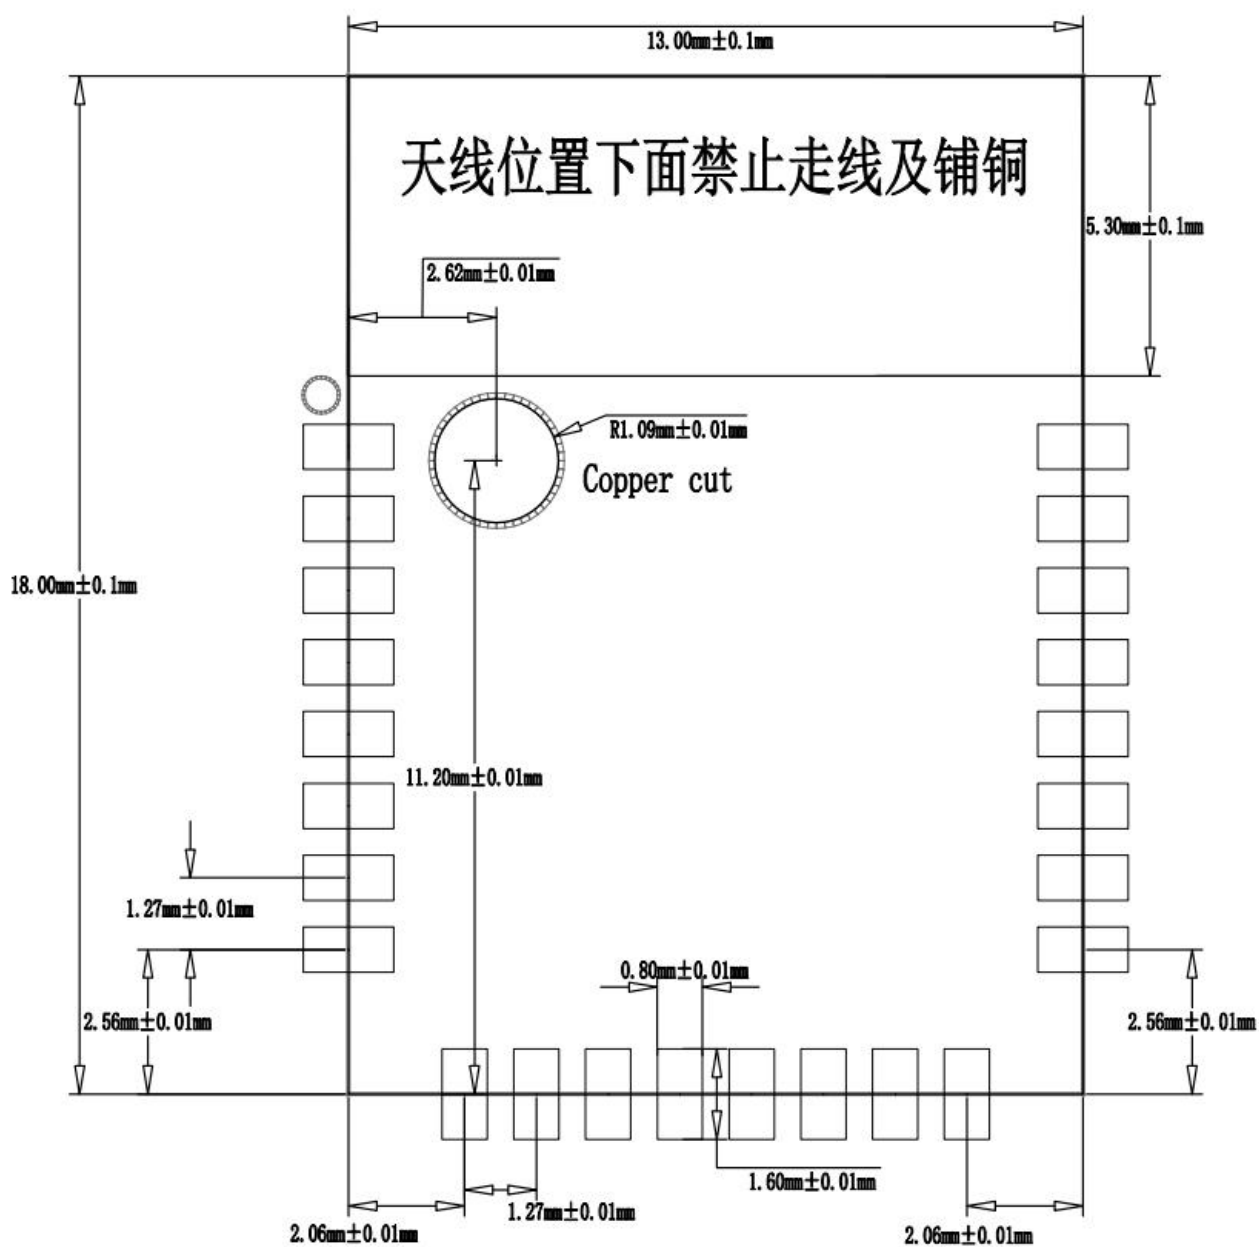 13.00mm±0.1mm
天线位置下面禁止走线及铺铜
5.30mm±0.1mm
2.62mm±0.01mm
R1.09mm±0.01mm
Copper cut
18.00mm±0.1mm
11.20mm±0.01mm
1.27mm±0.01mm
0.80mm±0.01mm
2.56mm±0.01mm
2.56mm±0.01mm
1.60mm±0.01mm
1.27mm±0.01mm
2.06mm±0.01mm
2.06mm±0.01mm